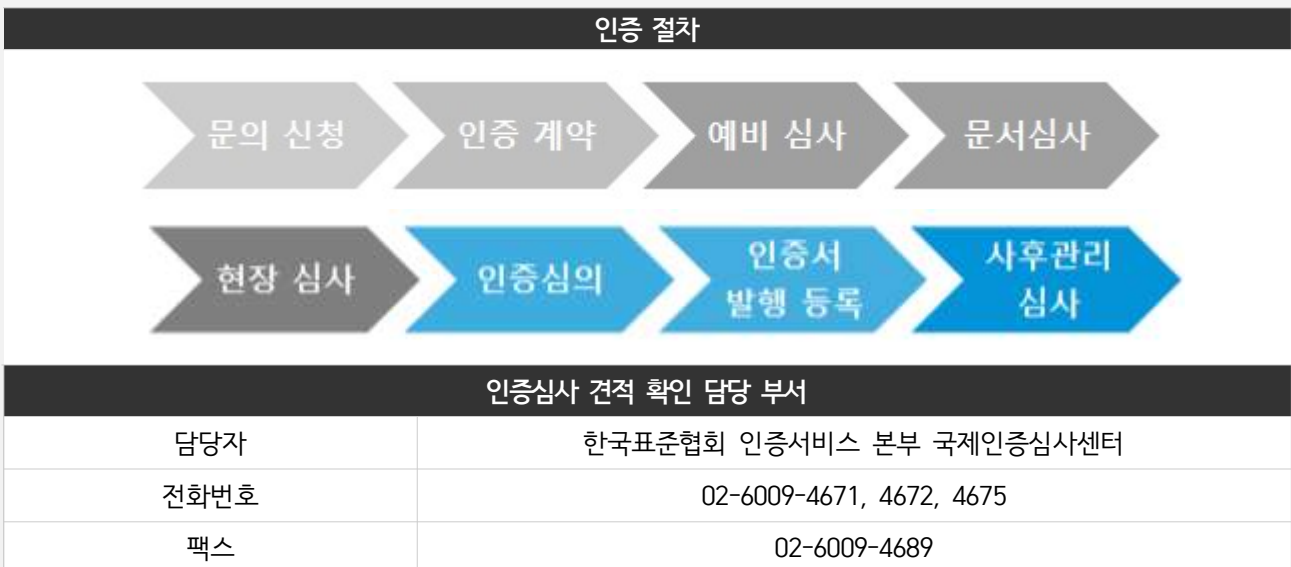 인증 절차
문의 신청
인증 계약
예비 심사
문서심사
현장 심사
인증심의
인증서
발행 등록
사후관리
심사
인증심사 견적 확인 담당 부서
담당자 한국표준협회 인증서비스 본부 국제인증심사센터
전화번호 02-6009-4671, 4672, 4675
팩스 02-6009-4689